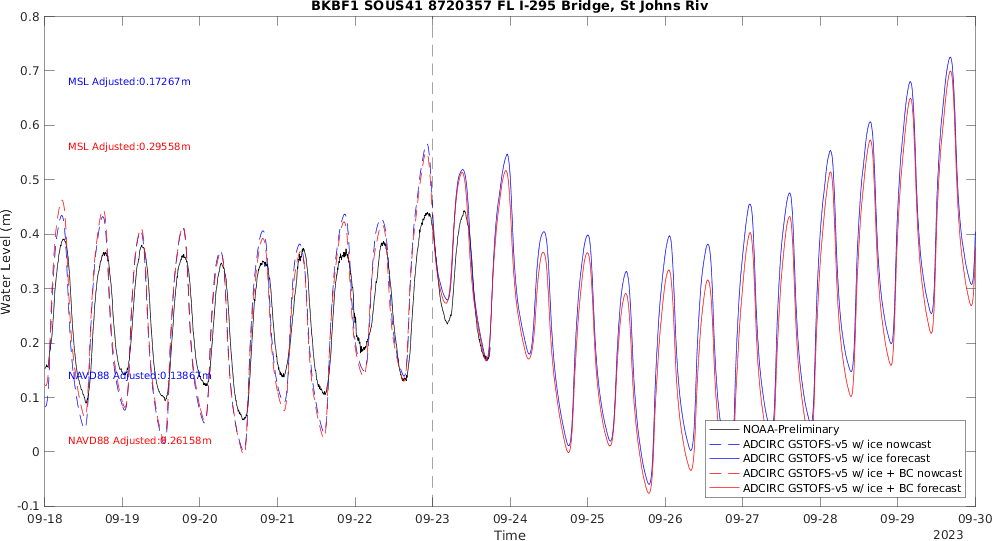 BKBF1 SOUS41 8720357 FL I-295 Bridge, St Johns Riv
0.8
0.7
0.6
0.5
0.4
0.3
0.2
0.1
0
-0.1
Water Level (m)
MSL Adjusted:0.17267m
MSL Adjusted:0.29558m
NAVD88 Adjusted:0.13867m
NAVD88 Adjusted:0.26158m
NOAA-Preliminary
ADCIRC GSTOFS-v5 w/ ice nowcast
ADCIRC GSTOFS-v5 w/ ice forecast
ADCIRC GSTOFS-v5 w/ ice + BC nowcast
ADCIRC GSTOFS-v5 w/ ice + BC forecast
09-18 09-19 09-20 09-21 09-22 09-23 09-24 09-25 09-26 09-27 09-28 09-29 09-30
Time
2023